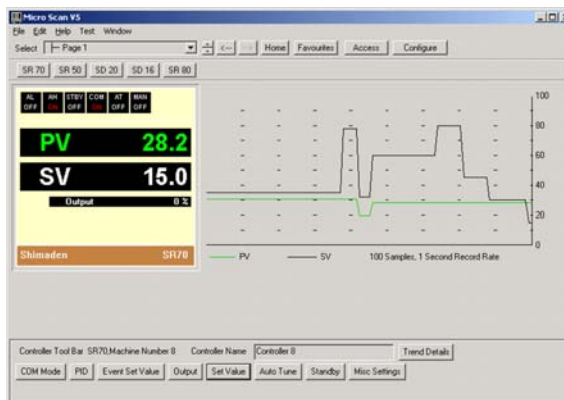 Micro Scan V5
File Edit Help Test Window
Select Page 1 <-- Home Favourites Access Configure
SR 70 SR 50 SD 20 SD 16 SR 80
AL AH STBY COM AT MAN
OFF ON OFF ON OFF OFF
PV 28.2
SV 15.0
Output 0 %
Shimaden SR70
100
80
60
40
20
0
PV SV 100 Samples, 1 Second Record Rate
Controller Tool Bar SR70,Machine Number 8 Controller Name Controller 8 Trend Details
COM Mode PID Event Set Value Output Set Value Auto Tune Standby Misc Settings